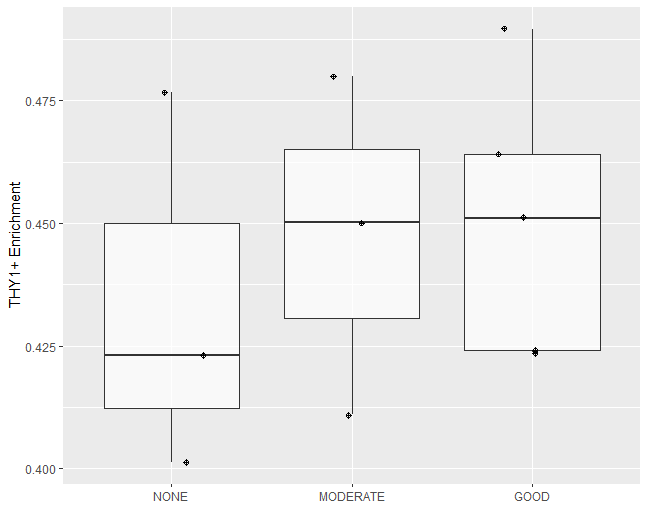 THY1+ Enrichment
0.475
0.450
0.425
0.400
NONE MODERATE GOOD